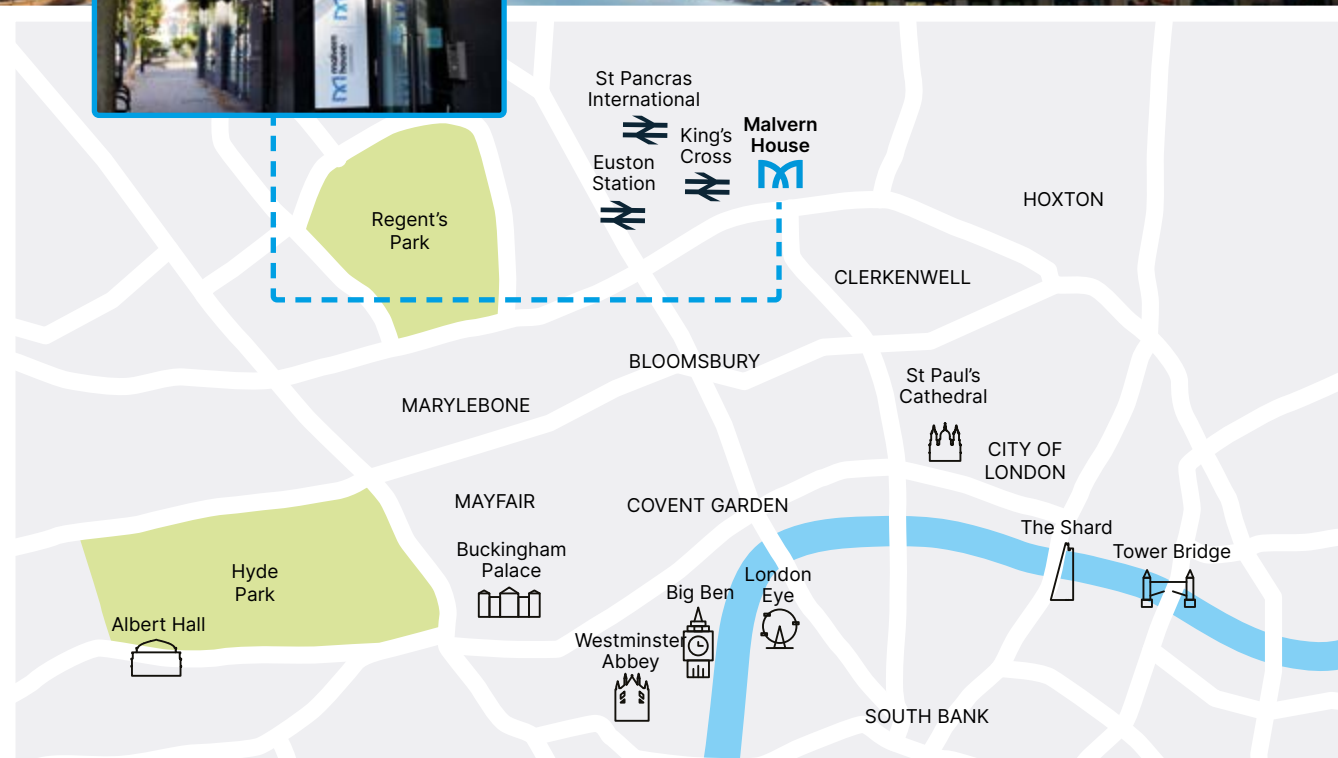 malvern
house
St Pancras
International
King's
Cross
Malvern
House
Euston
Station
Regent's
Park
HOXTON
CLERKENWELL
BLOOMSBURY
MARYLEBONE
St Paul's
Cathedral
CITY OF
LONDON
MAYFAIR
COVENT GARDEN
The Shard
Tower Bridge
Buckingham
Palace
Hyde
Park
London
Eye
Big Ben
Albert Hall
Westminster
Abbey
SOUTH BANK